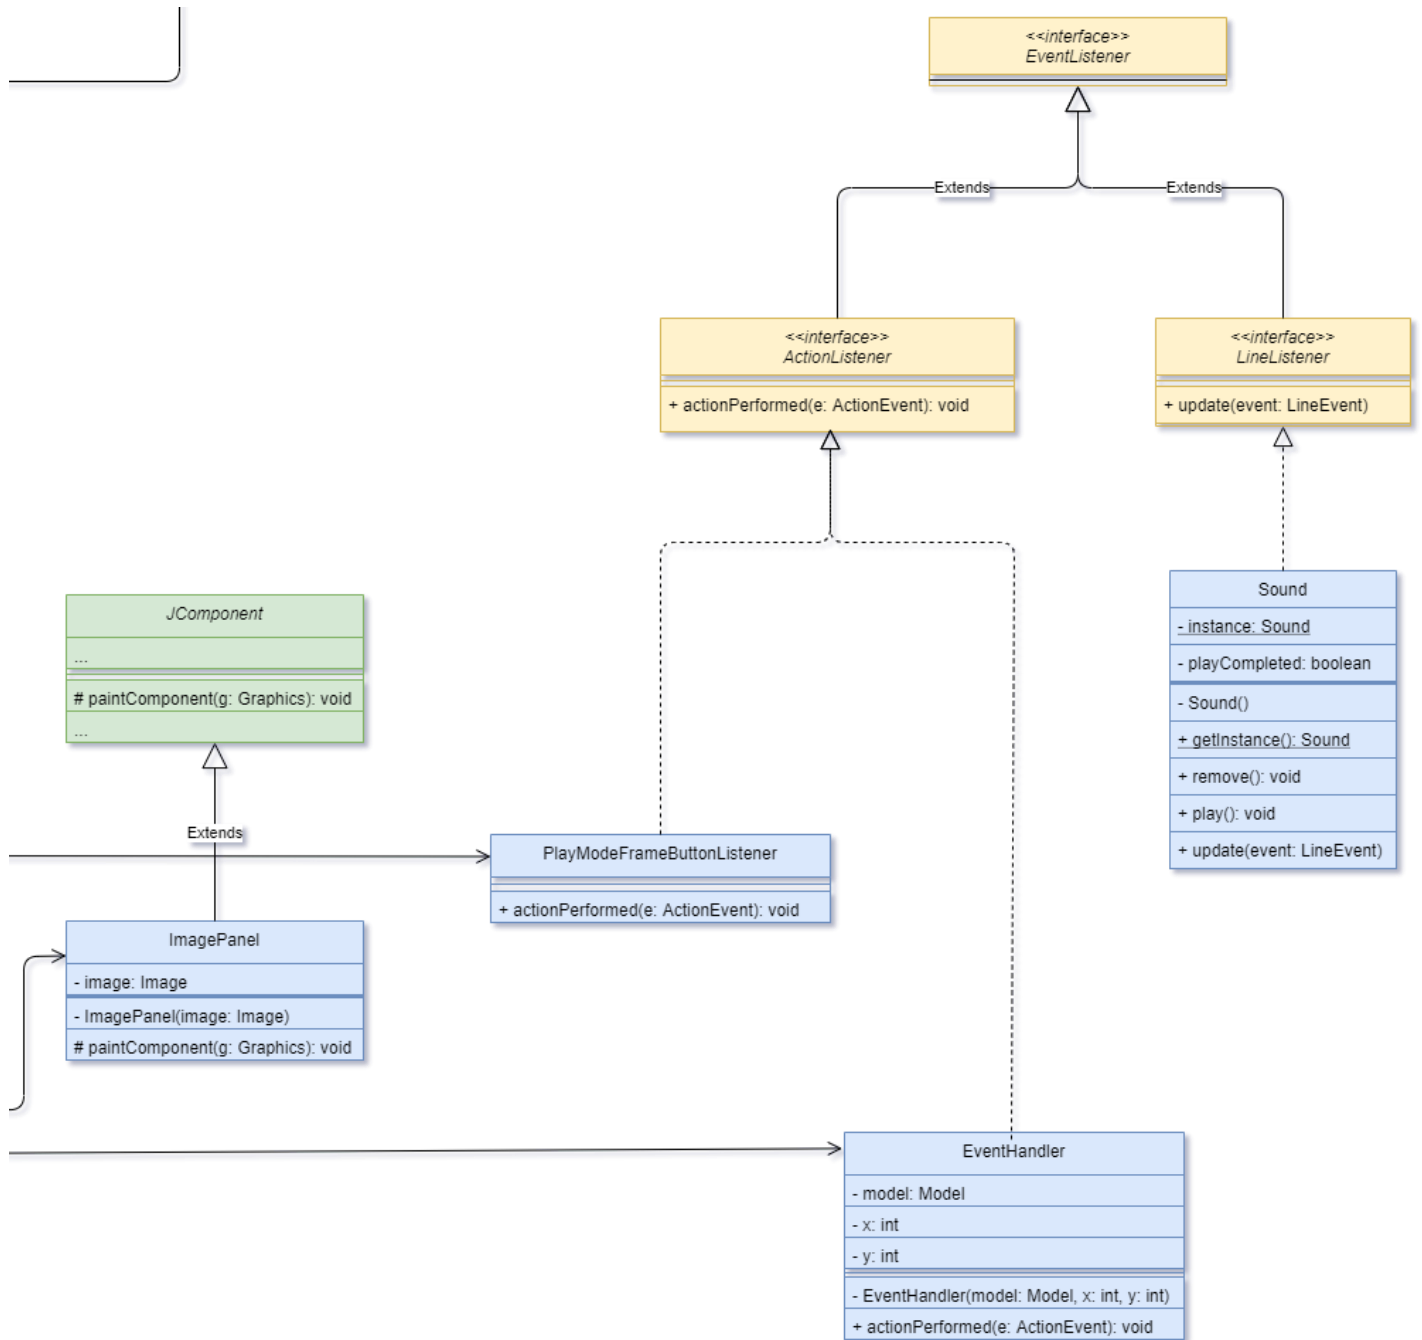 <<interface>>
EventListener
Extends
Extends
<<interface>>
ActionListener
+ actionPerformed(e: ActionEvent): void
<<interface>>
LineListener
+ update(event: LineEvent)
Sound
- instance: Sound
- playCompleted: boolean
- Sound()
+ getInstance(): Sound
+ remove(): void
+ play(): void
+ update(event: LineEvent)
JComponent
...
# paintComponent(g: Graphics): void
...
Extends
PlayModeFrameButtonListener
+ actionPerformed(e: ActionEvent): void
ImagePanel
- image: Image
- ImagePanel(image: Image)
# paintComponent(g: Graphics): void
EventHandler
- model: Model
- x: int
- y: int
- EventHandler(model: Model, x: int, y: int)
+ actionPerformed(e: ActionEvent): void